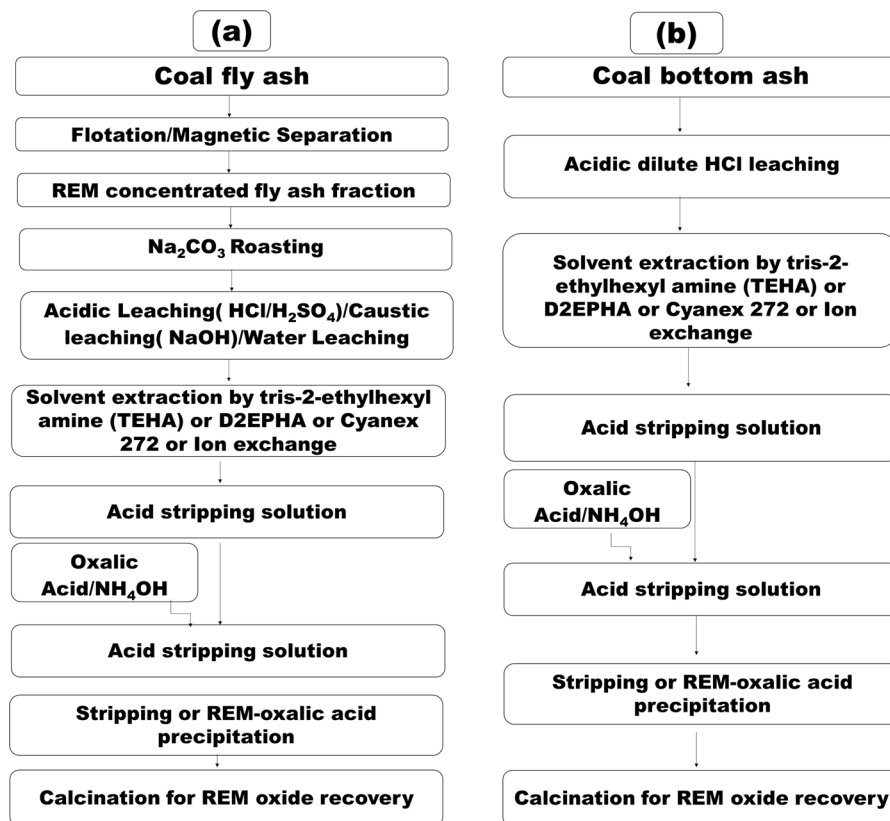 (a)
Coal fly ash
Flotation/Magnetic Separation
REM concentrated fly ash fraction
Na₂CO₃ Roasting
Acidic Leaching( HCl/H₂SO₄)/Caustic
leaching( NaOH)/Water Leaching
Solvent extraction by tris-2-ethylhexyl
amine (TEHA) or D2EPHA or Cyanex
272 or Ion exchange
Acid stripping solution
Oxalic
Acid/NH₄OH
Acid stripping solution
Stripping or REM-oxalic acid
precipitation
Calcination for REM oxide recovery
(b)
Coal bottom ash
Acidic dilute HCl leaching
Solvent extraction by tris-2-
ethylhexyl amine (TEHA) or
D2EPHA or Cyanex 272 or Ion
exchange
Acid stripping solution
Oxalic
Acid/NH₄OH
Acid stripping solution
Stripping or REM-oxalic acid
precipitation
Calcination for REM oxide recovery